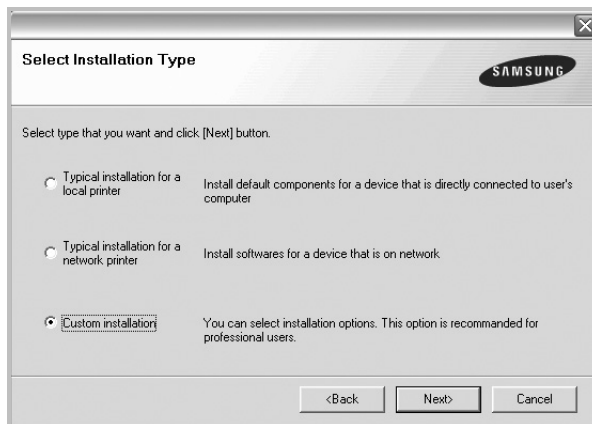 Select Installation Type
SAMSUNG
Select type that you want and click [Next] button.
Typical installation for a
local printer
Install default components for a device that is directly connected to user's
computer
Typical installation for a
network printer
Install softwares for a device that is on network
Custom installation
You can select installation options. This option is recommanded for
professional users.
<Back
Next>
Cancel